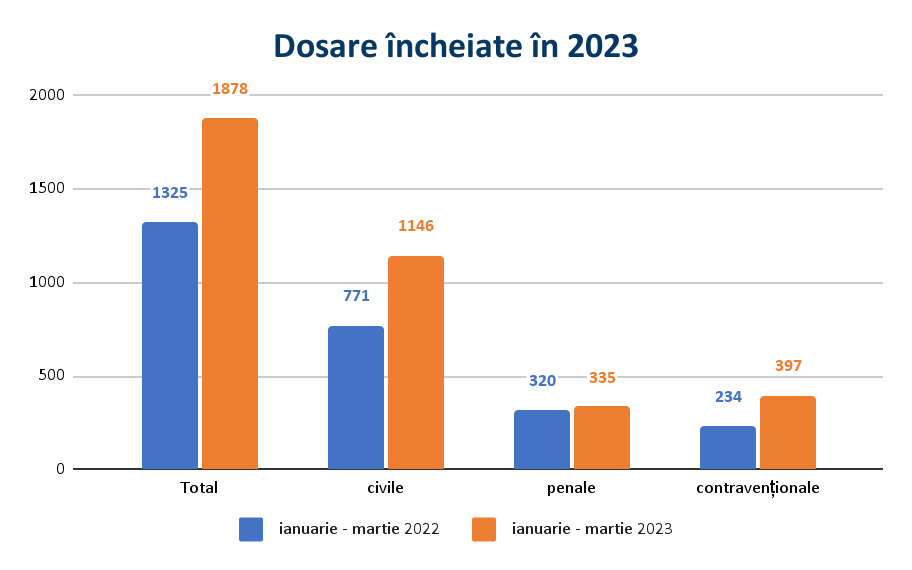 Dosare încheiate în 2023
2000
1500
1000
500
0
1325
1878
771
1146
320
335
234
397
Total
civile
penale
contravenționale
ianuarie - martie 2022
ianuarie - martie 2023